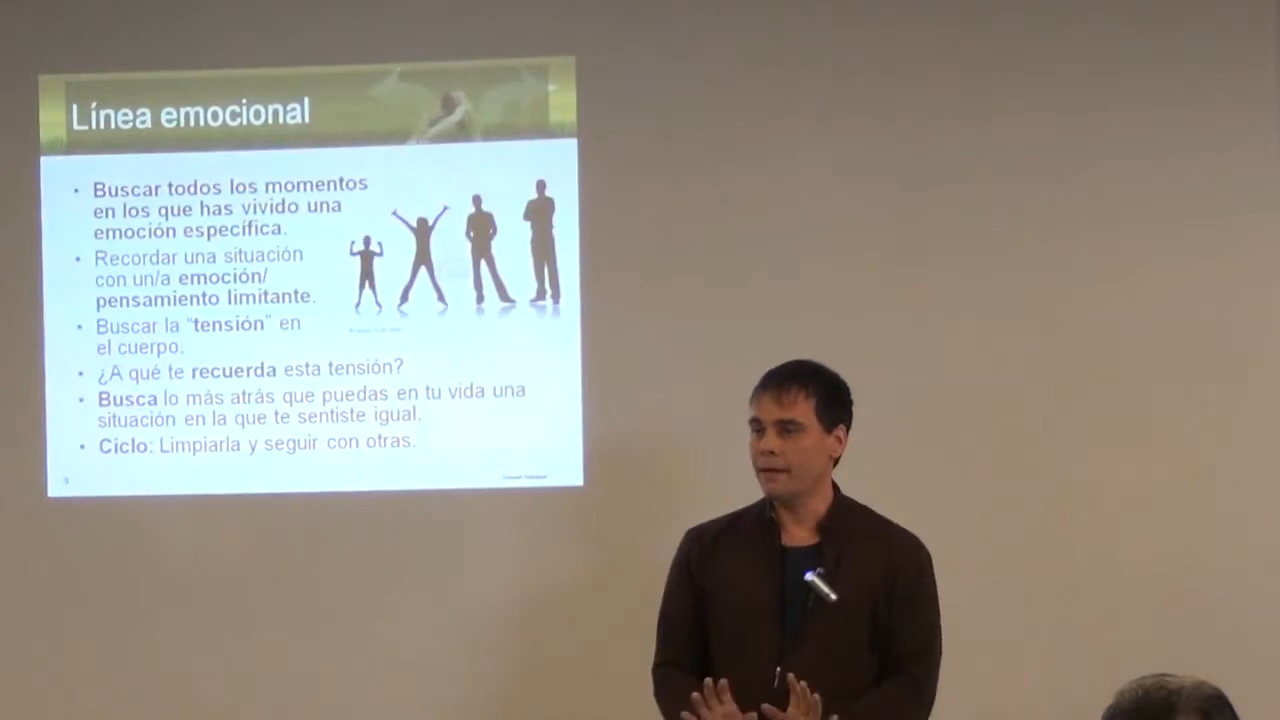 Línea emocional
• Buscar todos los momentos
en los que has vivido una
emoción específica.
• Recordar una situación
con un/a emoción/
pensamiento limitante.
• Buscar la "tensión" en
el cuerpo.
• ¿A qué te recuerda esta tensión?
• Busca lo más atrás que puedas en tu vida una
situación en la que te sentiste igual.
• Ciclo: Limpiarla y seguir con otras.
9